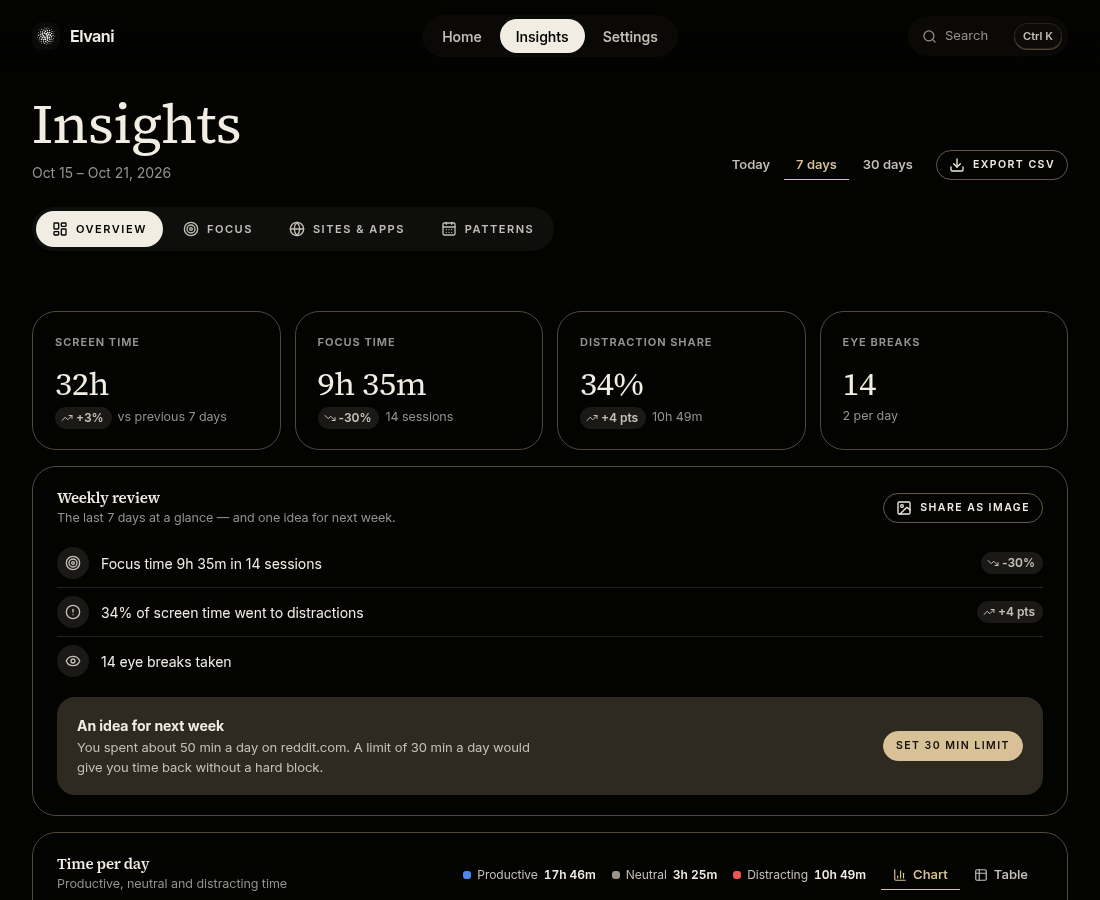 Elvani
Home Insights Settings
Search Ctrl K
Insights
Oct 15 – Oct 21, 2026
Today 7 days 30 days EXPORT CSV
OVERVIEW FOCUS SITES & APPS PATTERNS
SCREEN TIME
32h
+3% vs previous 7 days
FOCUS TIME
9h 35m
-30% 14 sessions
DISTRACTION SHARE
34%
+4 pts 10h 49m
EYE BREAKS
14
2 per day
Weekly review
The last 7 days at a glance — and one idea for next week.
SHARE AS IMAGE
Focus time 9h 35m in 14 sessions -30%
34% of screen time went to distractions +4 pts
14 eye breaks taken
An idea for next week
You spent about 50 min a day on reddit.com. A limit of 30 min a day would
give you time back without a hard block.
SET 30 MIN LIMIT
Time per day
Productive, neutral and distracting time
Productive 17h 46m Neutral 3h 25m Distracting 10h 49m Chart Table